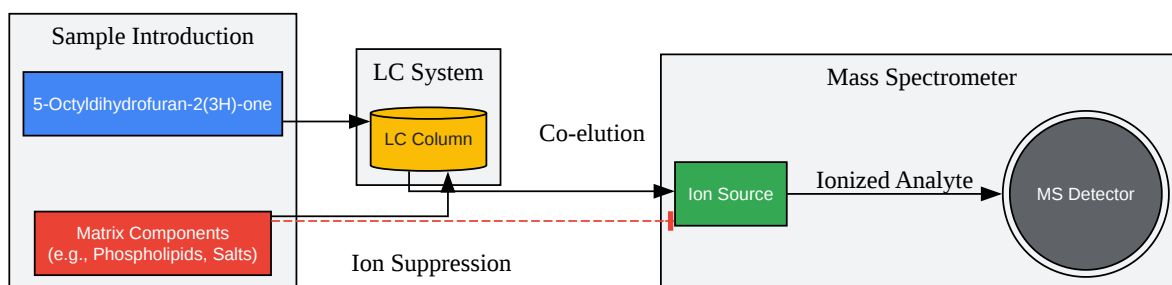 Sample Introduction
5-Octyldihydrofuran-2(3H)-one
Matrix Components
(e.g., Phospholipids, Salts)
LC System
LC Column
Co-elution
Ion Suppression
Mass Spectrometer
Ion Source
Ionized Analyte
MS Detector